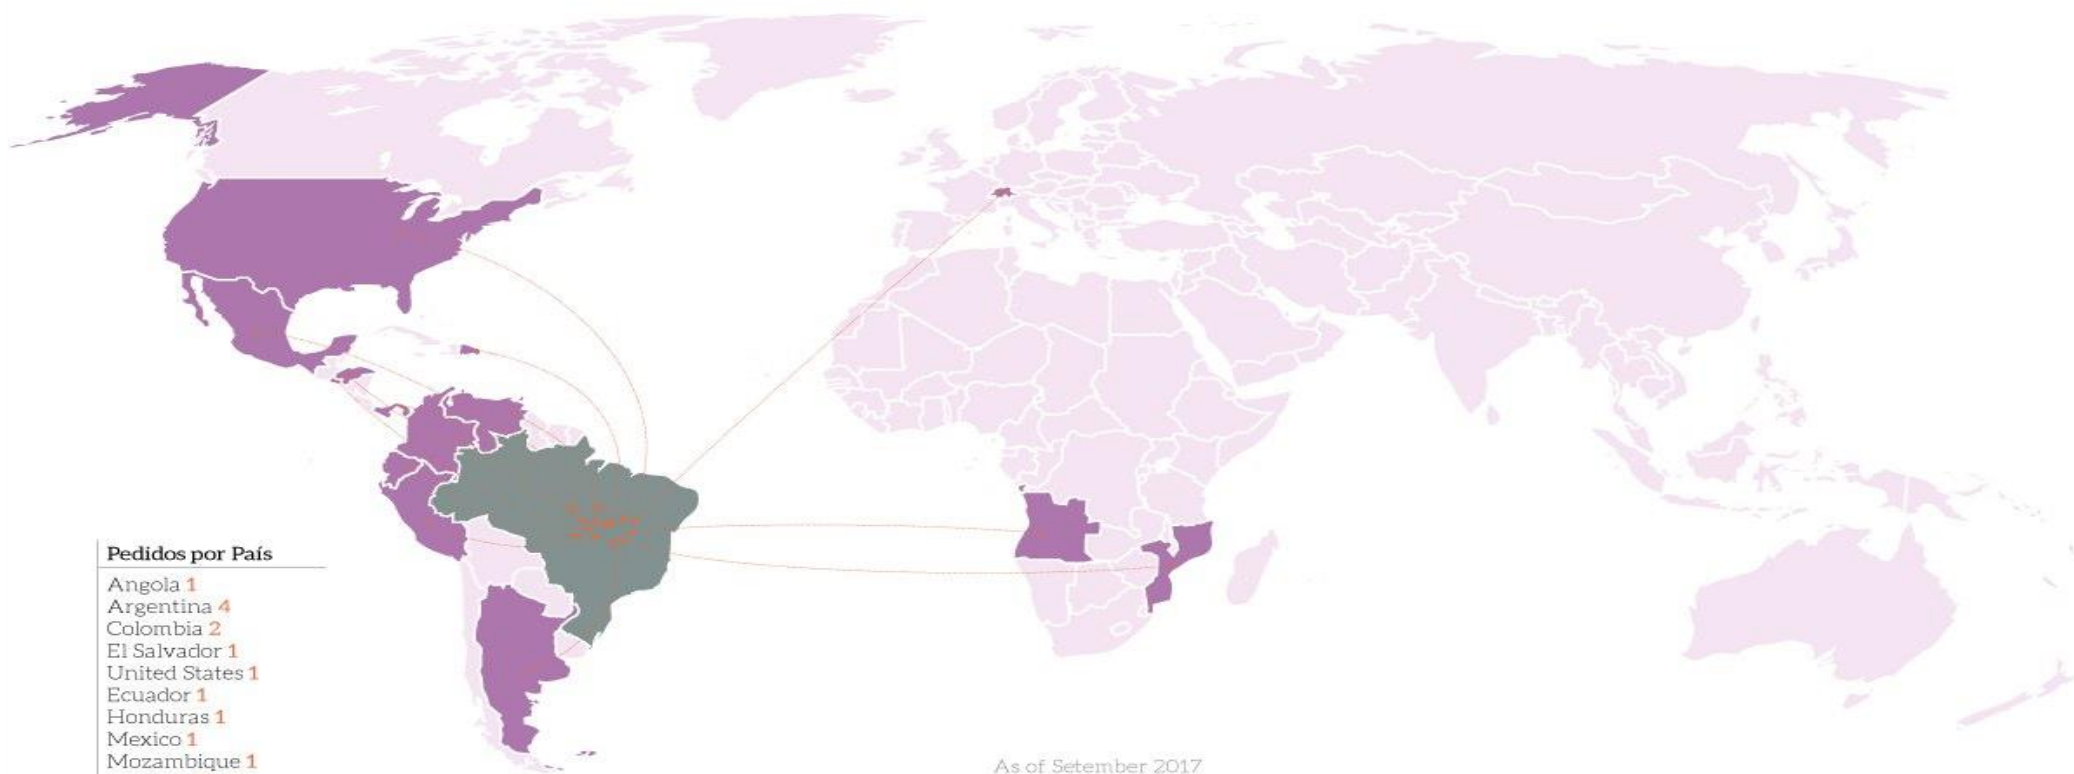 Pedidos por País
Angola 1
Argentina 4
Colombia 2
El Salvador 1
United States 1
Ecuador 1
Honduras 1
Mexico 1
Mozambique 1
As of Setember 2017